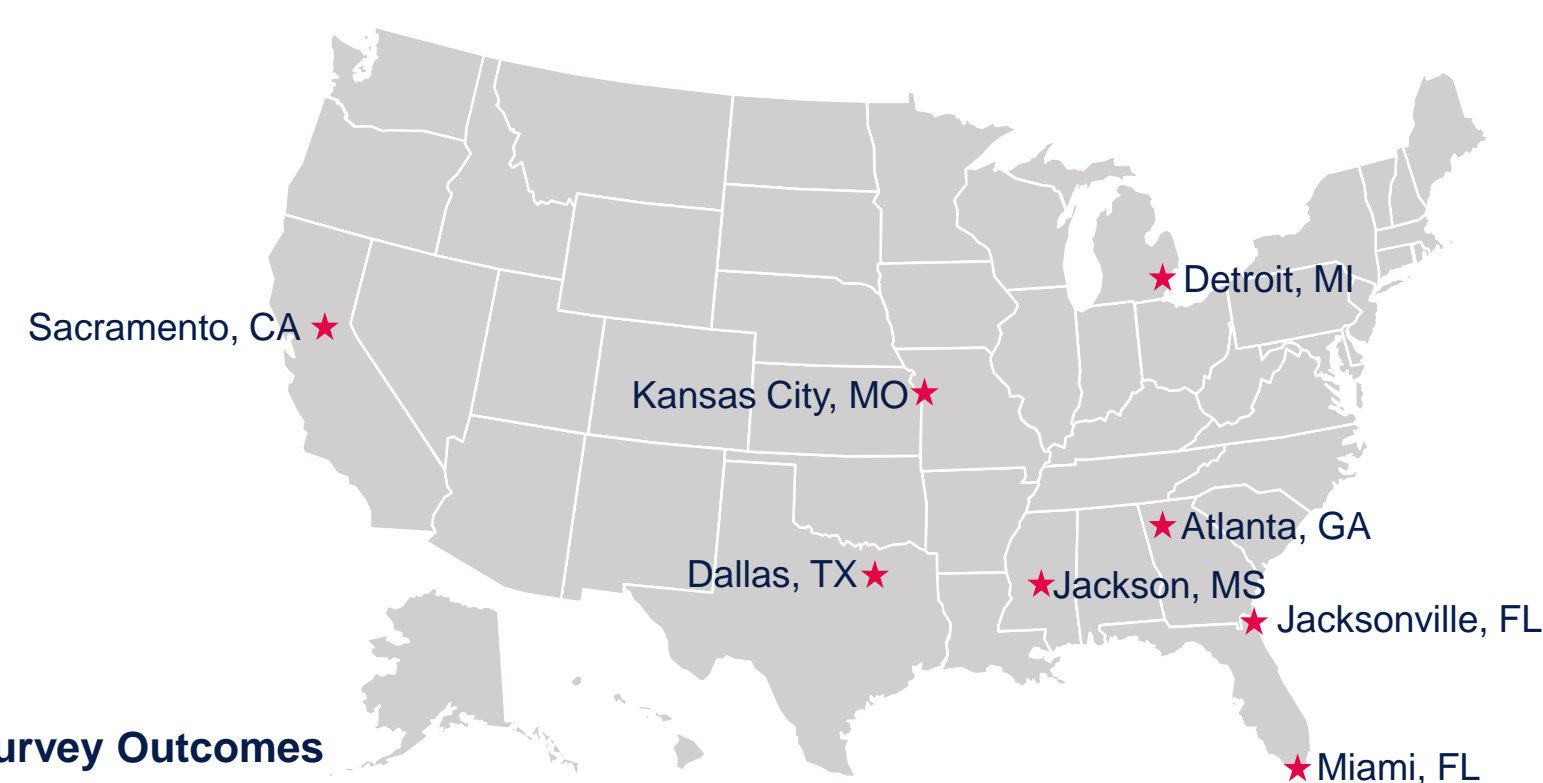 Detroit, MI
Sacramento, CA
Kansas City, MO
Atlanta, GA
Dallas, TX
Jackson, MS
Jacksonville, FL
urvey Outcomes
Miami, FL